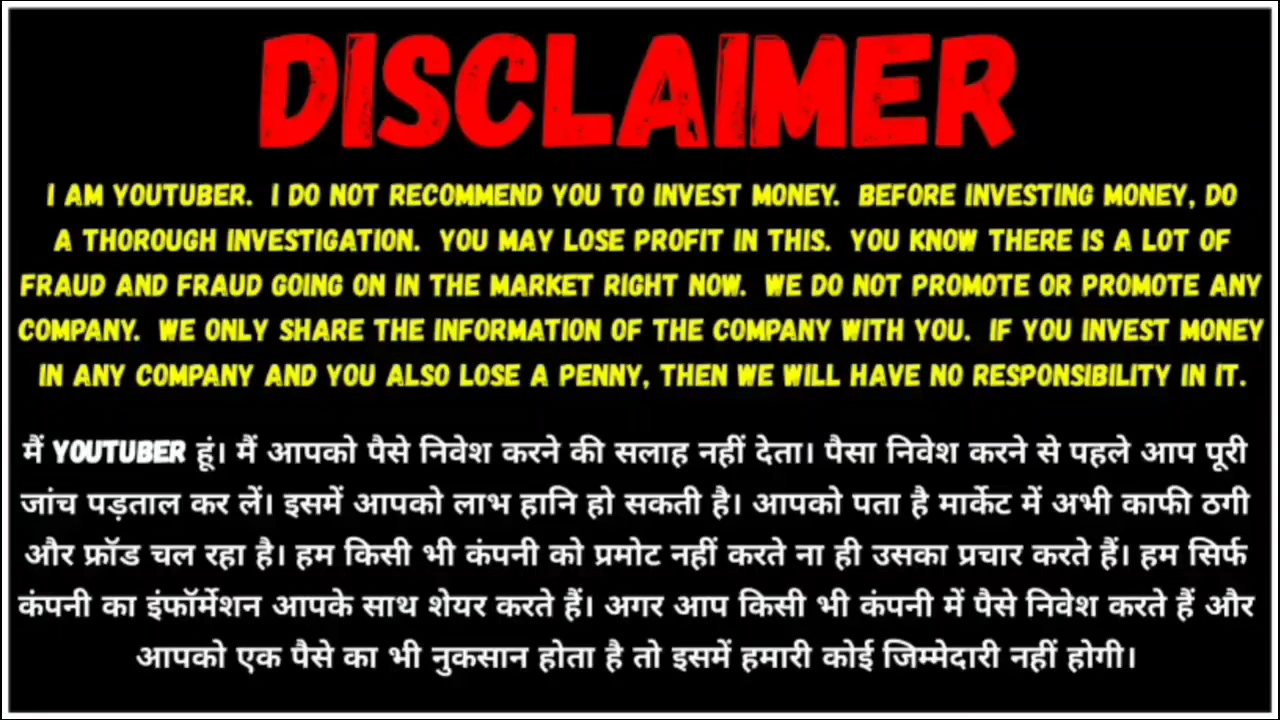 DISCLAIMER
I AM YOUTUBER. I DO NOT RECOMMEND YOU TO INVEST MONEY. BEFORE INVESTING MONEY, DO
A THOROUGH INVESTIGATION. YOU MAY LOSE PROFIT IN THIS. YOU KNOW THERE IS A LOT OF
FRAUD AND FRAUD GOING ON IN THE MARKET RIGHT NOW. WE DO NOT PROMOTE OR PROMOTE ANY
COMPANY. WE ONLY SHARE THE INFORMATION OF THE COMPANY WITH YOU. IF YOU INVEST MONEY
IN ANY COMPANY AND YOU ALSO LOSE A PENNY, THEN WE WILL HAVE NO RESPONSIBILITY IN IT.
मैं YOUTUBER हूं। मैं आपको पैसे निवेश करने की सलाह नहीं देता। पैसा निवेश करने से पहले आप पूरी
जांच पड़ताल कर लें। इसमें आपको लाभ हानि हो सकती है। आपको पता है मार्केट में अभी काफी ठगी
और फ्रॉड चल रहा है। हम किसी भी कंपनी को प्रमोट नहीं करते ना ही उसका प्रचार करते हैं। हम सिर्फ
कंपनी का इंफॉर्मेशन आपके साथ शेयर करते हैं। अगर आप किसी भी कंपनी में पैसे निवेश करते हैं और
आपको एक पैसे का भी नुकसान होता है तो इसमें हमारी कोई जिम्मेदारी नहीं होगी।